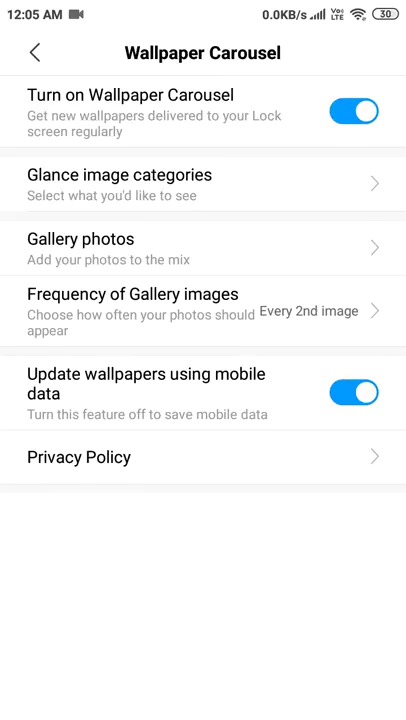 12:05 AM 0.0KB/s Vo) LTE 30
Wallpaper Carousel
Turn on Wallpaper Carousel
Get new wallpapers delivered to your Lock
screen regularly
Glance image categories
Select what you'd like to see
Gallery photos
Add your photos to the mix
Frequency of Gallery images
Choose how often your photos should Every 2nd image
appear
Update wallpapers using mobile
data
Turn this feature off to save mobile data
Privacy Policy